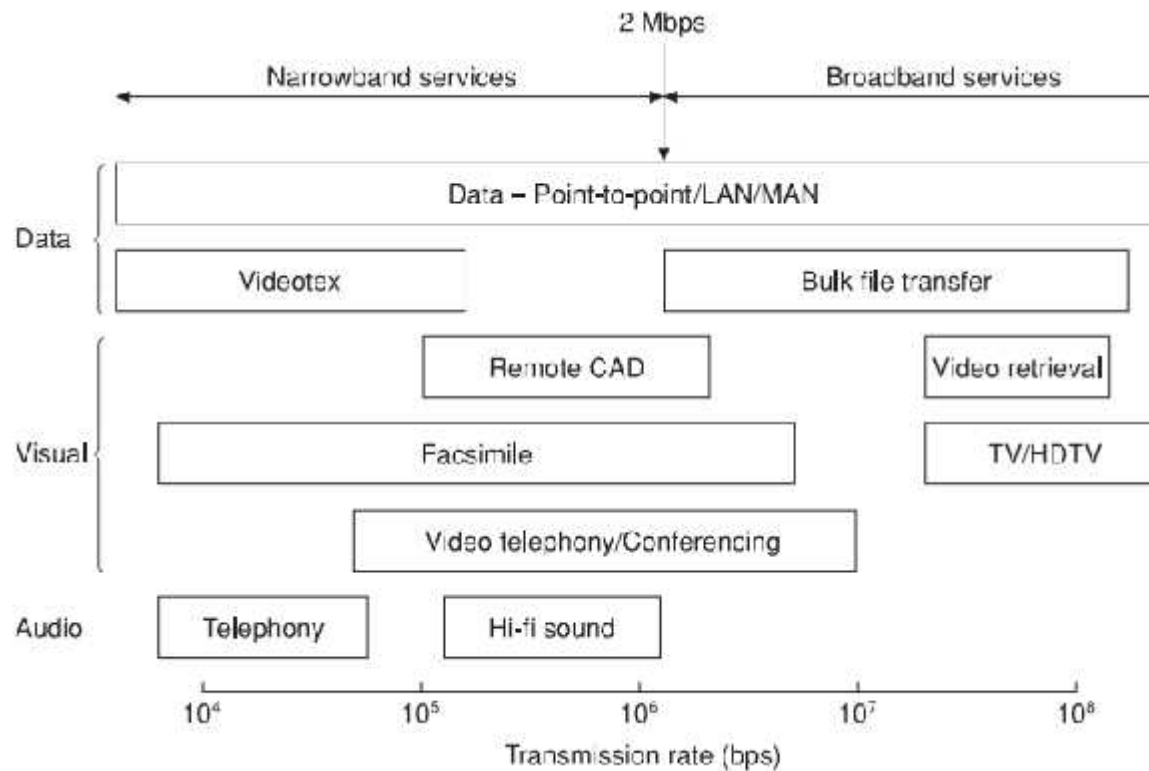 2 Mbps
Narrowband services
Broadband services
Data – Point-to-point/LAN/MAN
Data
Videotex
Bulk file transfer
Remote CAD
Video retrieval
Visual
Facsimile
TV/HDTV
Video telephony/Conferencing
Audio
Telephony
Hi-fi sound
10⁴
10⁵
10⁶
10⁷
10⁸
Transmission rate (bps)